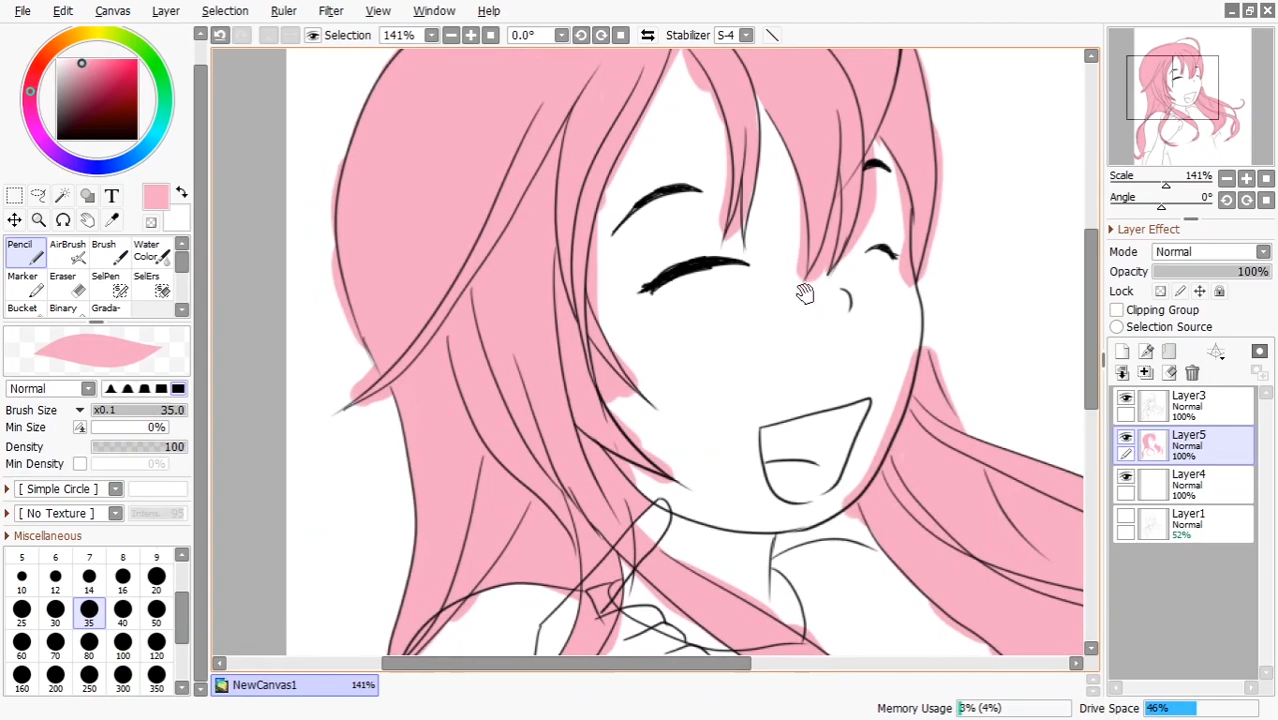 File Edit Canvas Layer Selection Ruler Filter View Window Help
Selection 141% 0.0° Stabilizer S-4
Scale 141%
Angle 0°
Layer Effect
Mode Normal
Opacity 100%
Lock
Clipping Group
Selection Source
T
Pencil AirBrush Brush Water Color
Marker Eraser SelPen SelErs
Bucket Binary Grada-
Normal
Brush Size x0.1 35.0
Min Size 0%
Density 100
Min Density 0%
[ Simple Circle ]
[ No Texture ] Intens. 95
Miscellaneous
5 6 7 8 9
10 12 14 16 20
25 30 35 40 50
60 70 80 100 120
160 200 250 300 350
Layer3
Normal
100%
Layer5
Normal
100%
Layer4
Normal
100%
Layer1
Normal
52%
NewCanvas1 141%
Memory Usage 3% (4%) Drive Space 46%